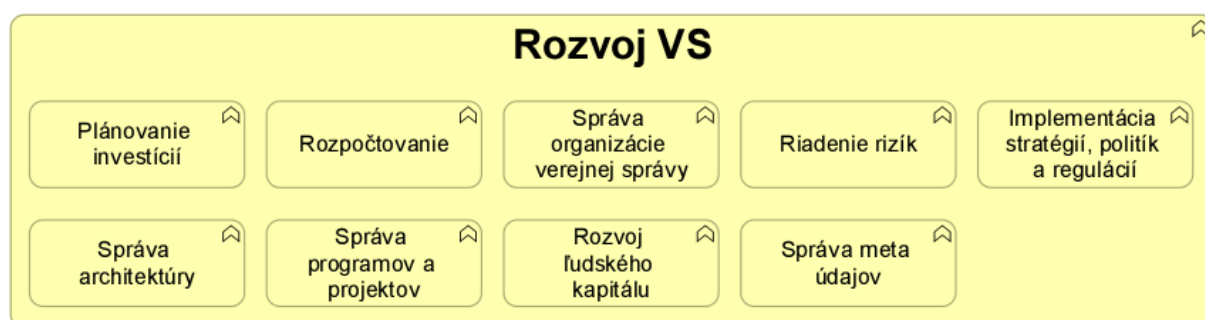 Rozvoj VS
Plánovanie
investícií
Rozpočtovanie
Správa
organizácie
verejnej správy
Riadenie rizík
Implementácia
stratégií, politík
a regulácií
Správa
architektúry
Správa
programov a
projektov
Rozvoj
ľudského
kapitálu
Správa meta
údajov